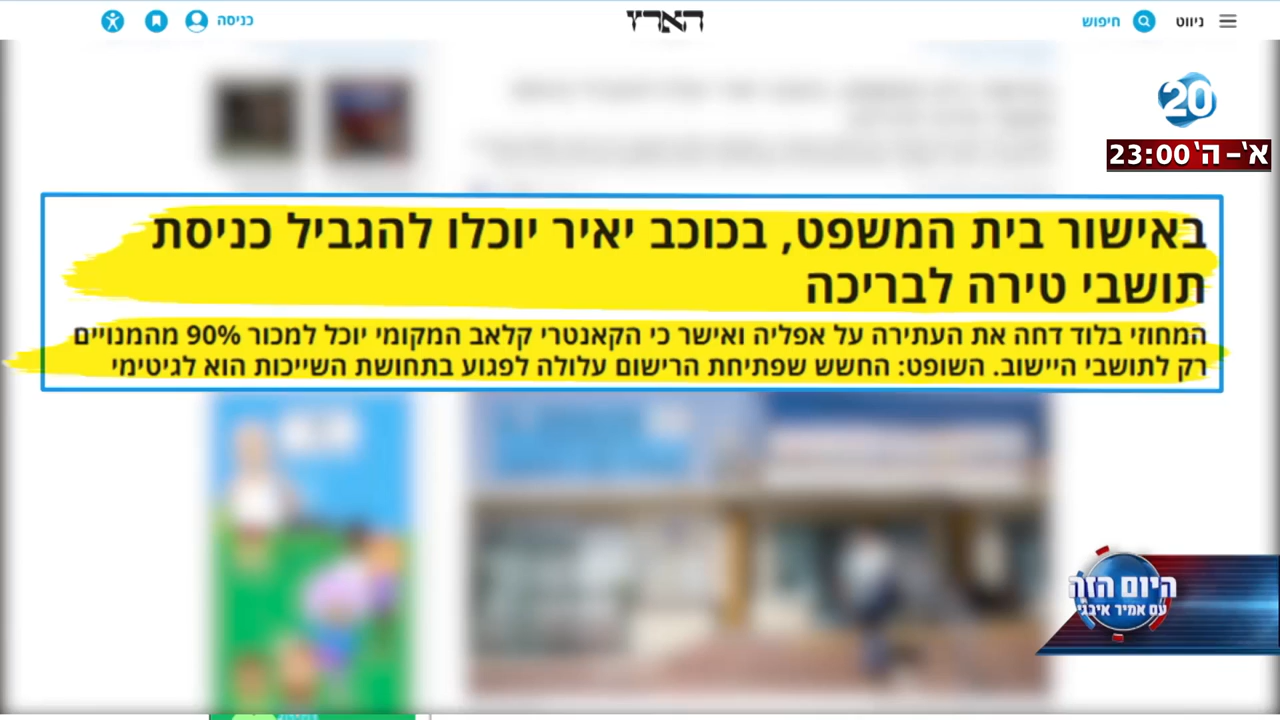 ניווט
חיפוש
הארץ
כניסה
20
א'-ה' 23:00
באישור בית המשפט, בכוכב יאיר יוכלו להגביל כניסת
תושבי טירה לבריכה
המחוזי בלוד דחה את העתירה על אפליה ואישר כי הקאנטרי קלאב המקומי יוכל למכור 90% מהמנויים
רק לתושבי היישוב. השופט: החשש שפתיחת הרישום עלולה לפגוע בתחושת השייכות הוא לגיטימי
היום הזה
עם אמיר איבגי